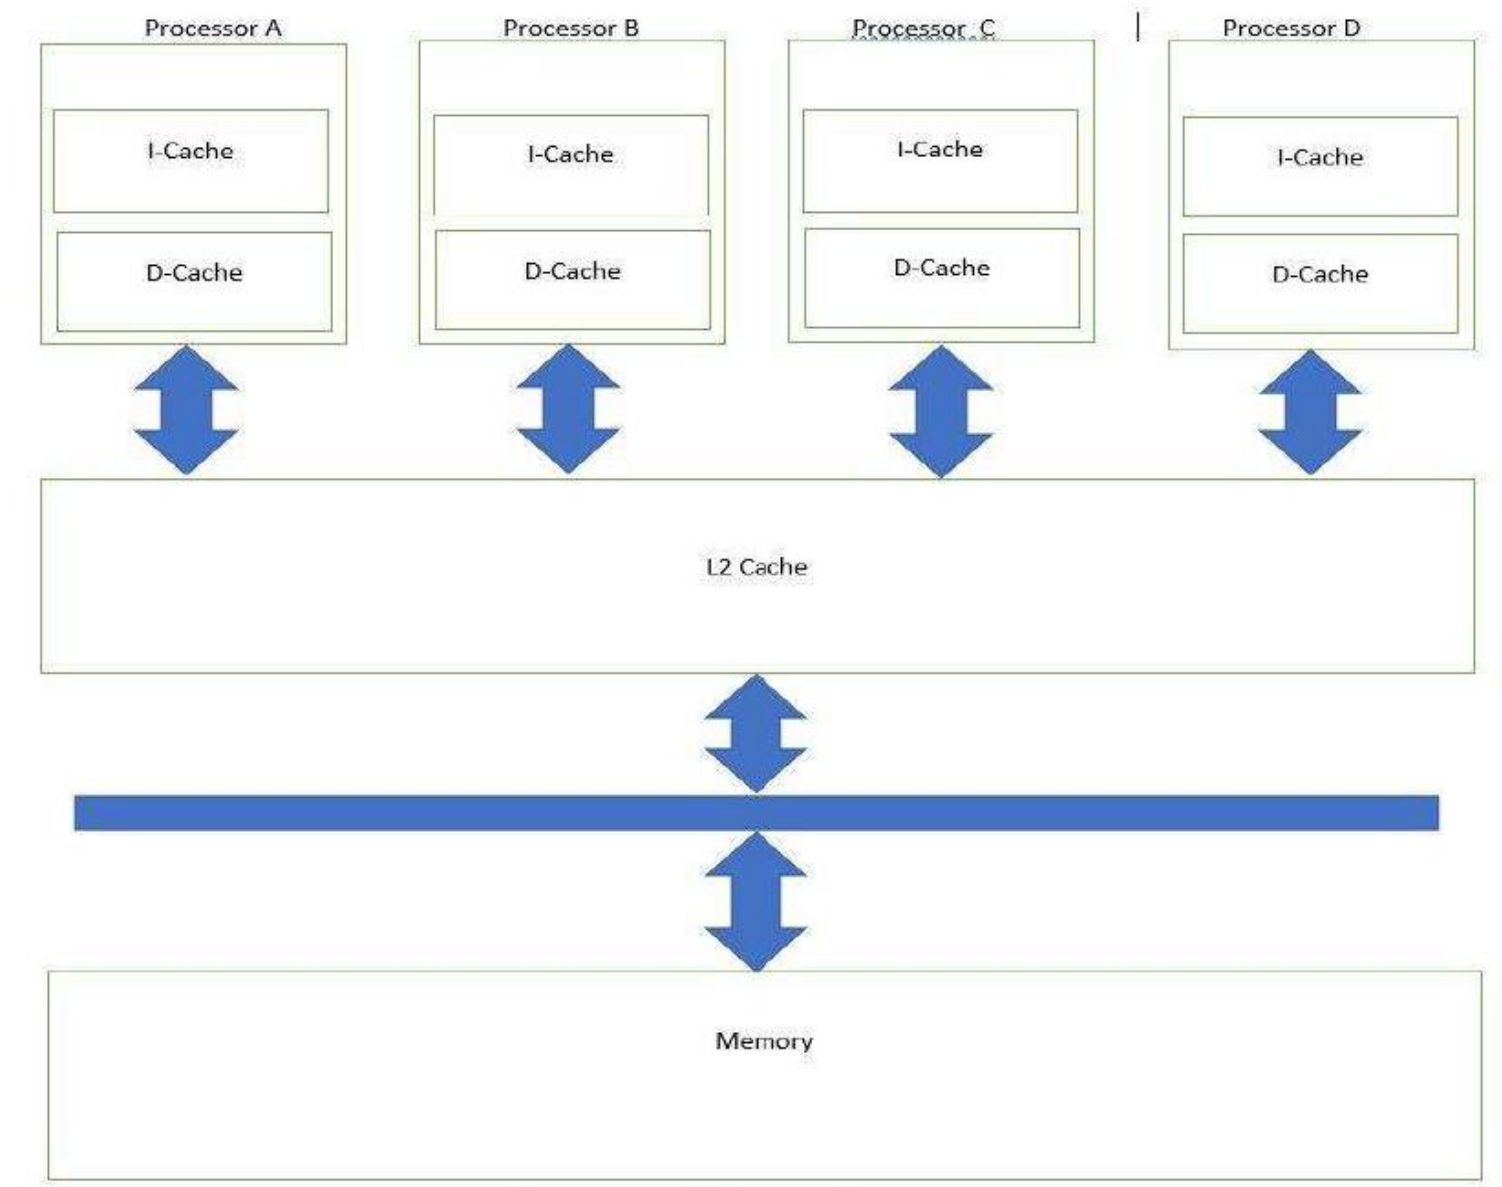 Processor A
Processor B
Processor C
Processor D
I-Cache
I-Cache
I-Cache
I-Cache
D-Cache
D-Cache
D-Cache
D-Cache
L2 Cache
Memory